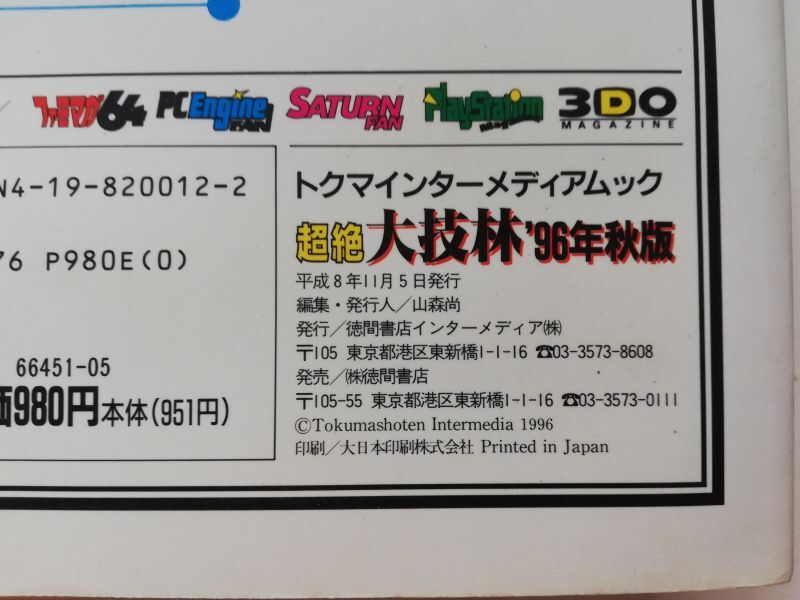 ファミマガ64 PC Engine FAN SATURN FAN PlayStation Magazine 3DO MAGAZINE
N4-19-820012-2
76 P980E(0)
66451-05
価980円本体(951円)
トクマインターメディアムック
超絶大技林'96年秋版
平成8年11月5日発行
編集・発行人／山森尚
発行／徳間書店インターメディア㈱
〒105 東京都港区東新橋1-1-16 ☎03-3573-8608
発売／㈱徳間書店
〒105-55 東京都港区東新橋1-1-16 ☎03-3573-0111
©Tokumashoten Intermedia 1996
印刷／大日本印刷株式会社 Printed in Japan